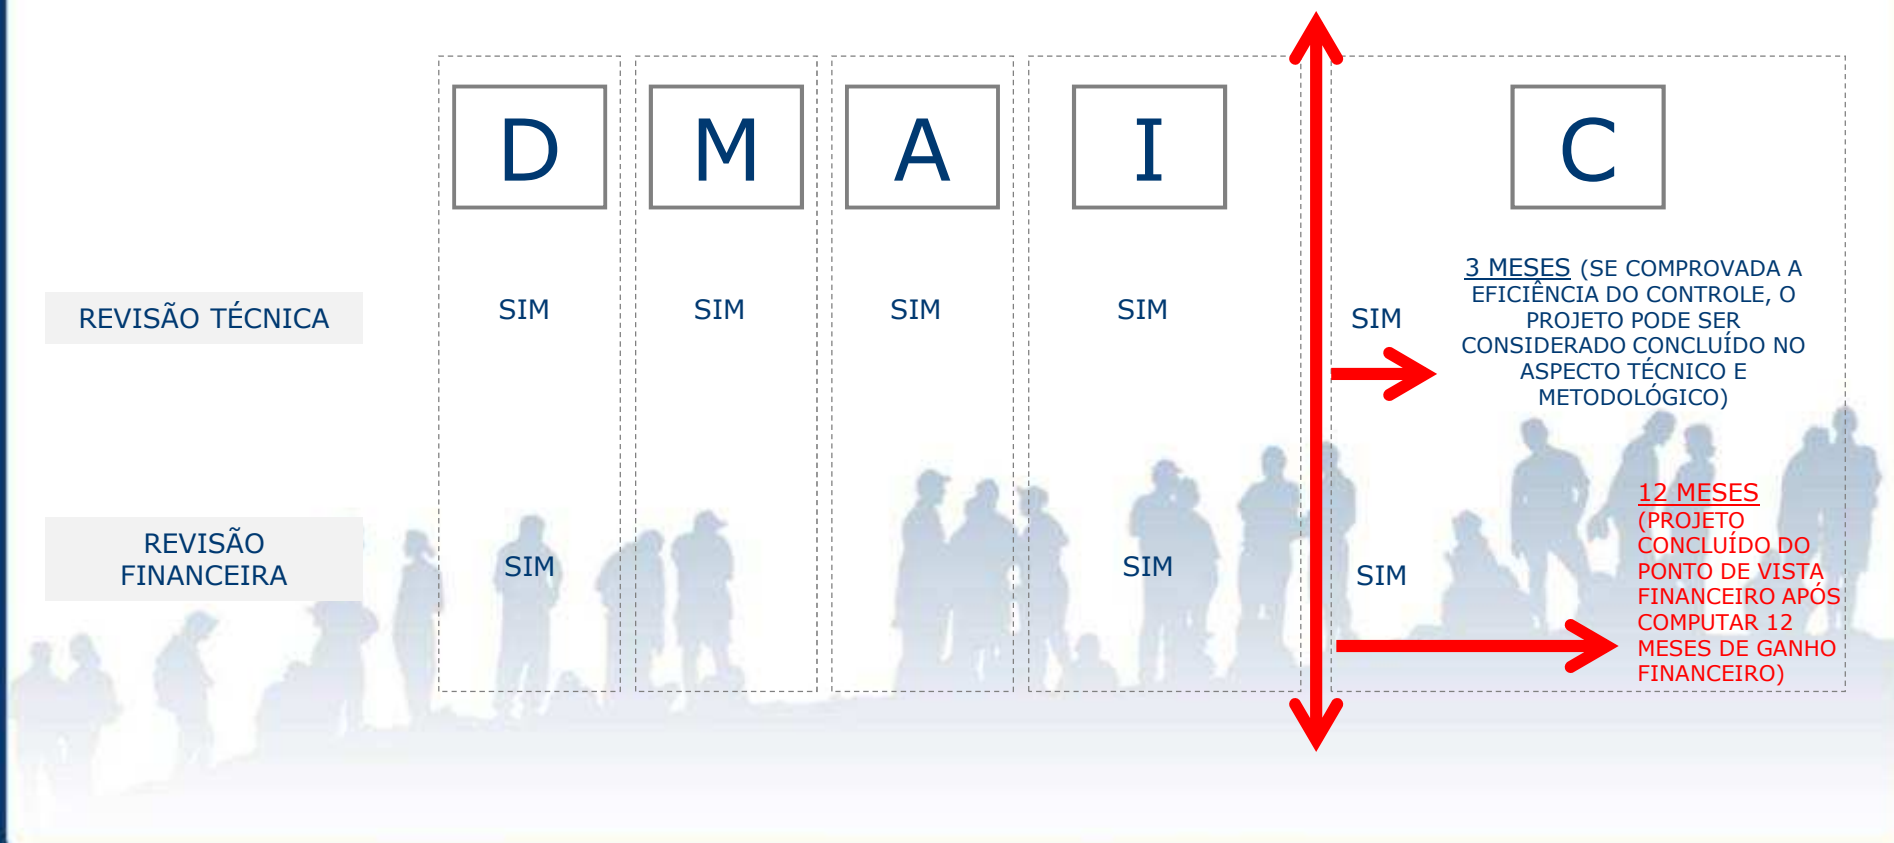 D M A I C
REVISÃO TÉCNICA
SIM SIM SIM SIM SIM
3 MESES (SE COMPROVADA A
EFICIÊNCIA DO CONTROLE, O
PROJETO PODE SER
CONSIDERADO CONCLUÍDO NO
ASPECTO TÉCNICO E
METODOLÓGICO)
REVISÃO
FINANCEIRA
SIM SIM SIM
12 MESES
(PROJETO
CONCLUÍDO DO
PONTO DE VISTA
FINANCEIRO APÓS
COMPUTAR 12
MESES DE GANHO
FINANCEIRO)